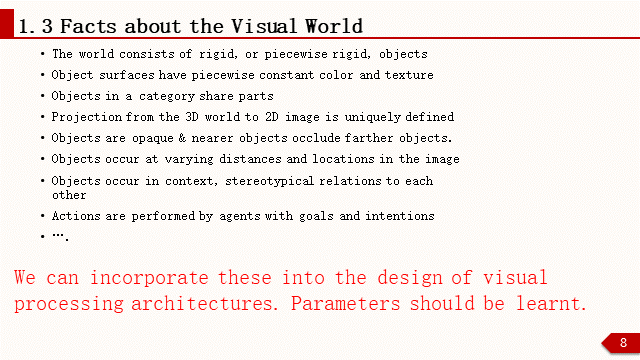 1.3 Facts about the Visual World
• The world consists of rigid, or piecewise rigid, objects
• Object surfaces have piecewise constant color and texture
• Objects in a category share parts
• Projection from the 3D world to 2D image is uniquely defined
• Objects are opaque & nearer objects occlude farther objects.
• Objects occur at varying distances and locations in the image
• Objects occur in context, stereotypical relations to each
other
• Actions are performed by agents with goals and intentions
• ….
We can incorporate these into the design of visual
processing architectures. Parameters should be learnt.
8